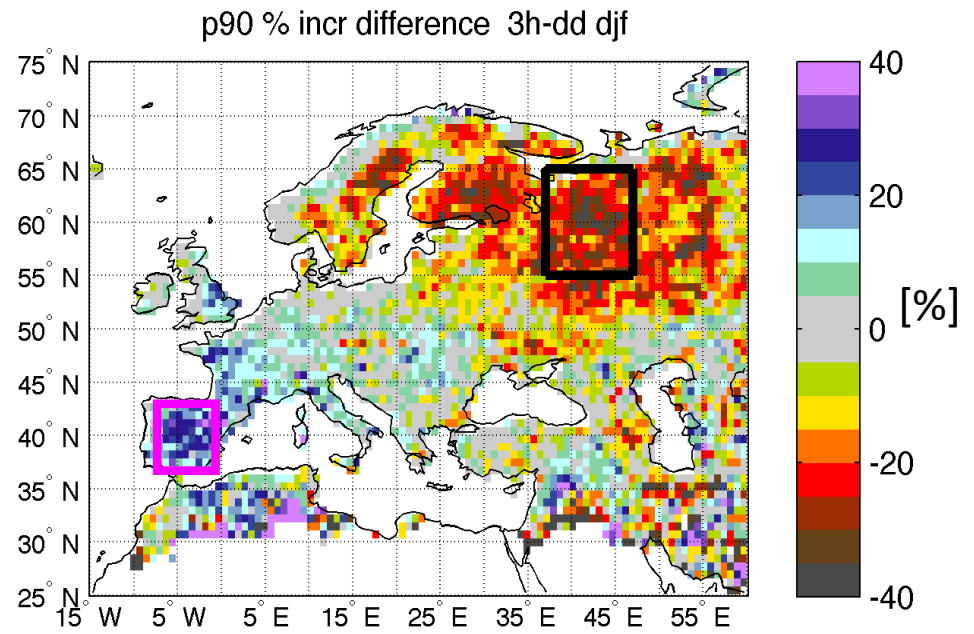 p90 % incr difference 3h-dd djf
75° N
70° N
65° N
60° N
55° N
50° N
45° N
40° N
35° N
30° N
25° N
15° W
5° W
5° E
15° E
25° E
35° E
45° E
55° E
40
20
0
-20
-40
[%]